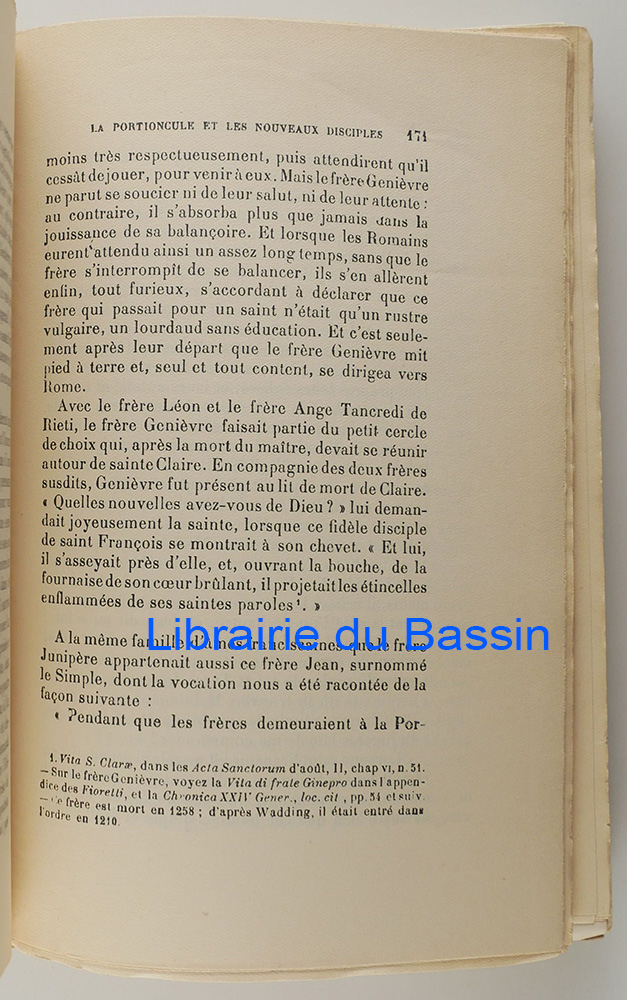 LA PORTIONCULE ET LES NOUVEAUX DISCIPLES 171
moins très respectueusement, puis attendirent qu'il
cessât de jouer, pour venir à eux. Mais le frère Genièvre
ne parut se soucier ni de leur salut, ni de leur attente :
au contraire, il s'absorba plus que jamais dans la
jouissance de sa balançoire. Et lorsque les Romains
eurent attendu ainsi un assez long temps, sans que le
frère s'interrompît de se balancer, ils s'en allèrent
enfin, tout furieux, s'accordant à déclarer que ce
frère qui passait pour un saint n'était qu'un rustre
vulgaire, un lourdaud sans éducation. Et c'est seule-
ment après leur départ que le frère Genièvre mit
pied à terre et, seul et tout content, se dirigea vers
Rome.
Avec le frère Léon et le frère Ange Tancredi de
Rieti, le frère Genièvre faisait partie du petit cercle
de choix qui, après la mort du maître, devait se réunir
autour de sainte Claire. En compagnie des deux frères
susdits, Genièvre fut présent au lit de mort de Claire.
« Quelles nouvelles avez-vous de Dieu ? » lui deman-
dait joyeusement la sainte, lorsque ce fidèle disciple
de saint François se montrait à son chevet. « Et lui,
il s'asseyait près d'elle, et, ouvrant la bouche, de la
fournaise de son cœur brûlant, il projetait les étincelles
enflammées de ses saintes paroles¹. »
A la même famille d'âmes franciscaines que le frère
Librairie du Bassin
Junipère appartenait aussi ce frère Jean, surnommé
le Simple, dont la vocation nous a été racontée de la
façon suivante :
« Pendant que les frères demeuraient à la Por-
1. Vita S. Claræ, dans les Acta Sanctorum d'août, II, chap VI, n. 51.
— Sur le frère Genièvre, voyez la Vita di frate Ginepro dans l'appen-
dice des Fioretti, et la Chronica XXIV Gener., loc. cit , pp. 54 et suiv.
— Ce frère est mort en 1258 ; d'après Wadding, il était entré dans
l'ordre en 1210.